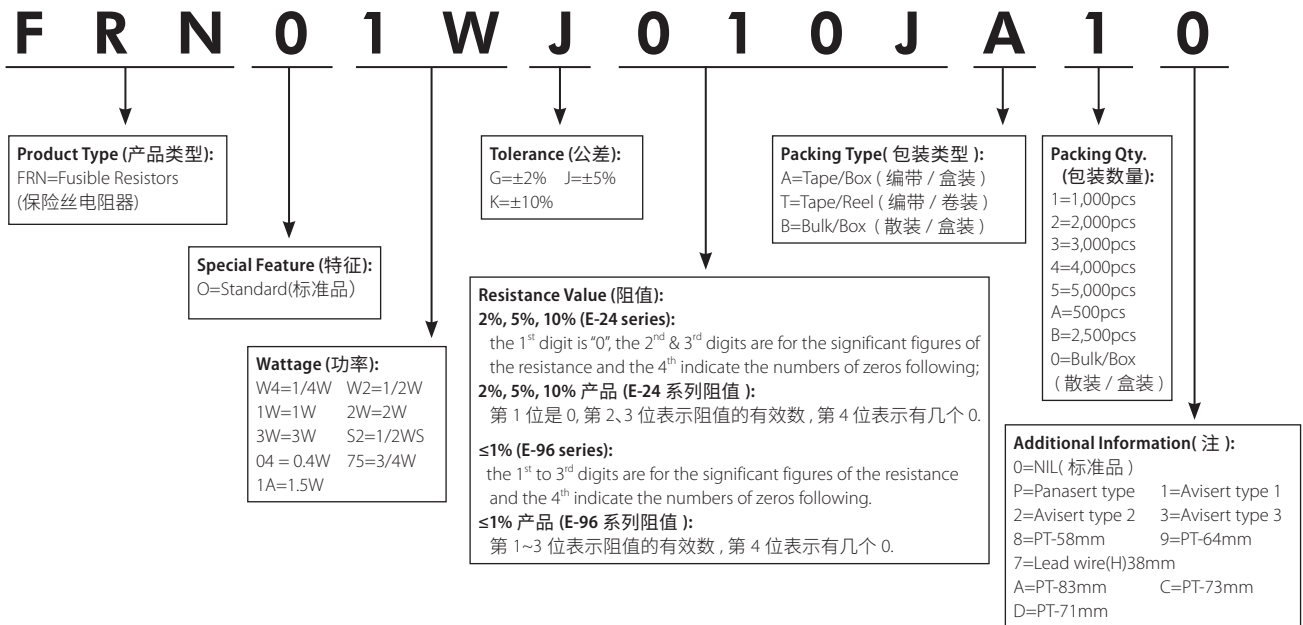 F R N 0 1 W J 0 1 0 J A 1 0
Product Type (产品类型):
FRN=Fusible Resistors
(保险丝电阻器)
Special Feature (特征):
O=Standard(标准品)
Wattage (功率):
W4=1/4W W2=1/2W
1W=1W 2W=2W
3W=3W S2=1/2WS
04 = 0.4W 75=3/4W
1A=1.5W
Tolerance (公差):
G=±2% J=±5%
K=±10%
Resistance Value (阻值):
2%, 5%, 10% (E-24 series):
the 1st digit is "0", the 2nd & 3rd digits are for the significant figures of
the resistance and the 4th indicate the numbers of zeros following;
2%, 5%, 10% 产品 (E-24 系列阻值 ):
第 1 位是 0, 第 2、3 位表示阻值的有效数 , 第 4 位表示有几个 0.
≤1% (E-96 series):
the 1st to 3rd digits are for the significant figures of the resistance
and the 4th indicate the numbers of zeros following.
≤1% 产品 (E-96 系列阻值 ):
第 1~3 位表示阻值的有效数 , 第 4 位表示有几个 0.
Packing Type( 包装类型 ):
A=Tape/Box ( 编带 / 盒装 )
T=Tape/Reel ( 编带 / 卷装 )
B=Bulk/Box ( 散装 / 盒装 )
Packing Qty.
(包装数量):
1=1,000pcs
2=2,000pcs
3=3,000pcs
4=4,000pcs
5=5,000pcs
A=500pcs
B=2,500pcs
0=Bulk/Box
( 散装 / 盒装 )
Additional Information( 注 ):
0=NIL( 标准品 )
P=Panasert type 1=Avisert type 1
2=Avisert type 2 3=Avisert type 3
8=PT-58mm 9=PT-64mm
7=Lead wire(H)38mm
A=PT-83mm C=PT-73mm
D=PT-71mm